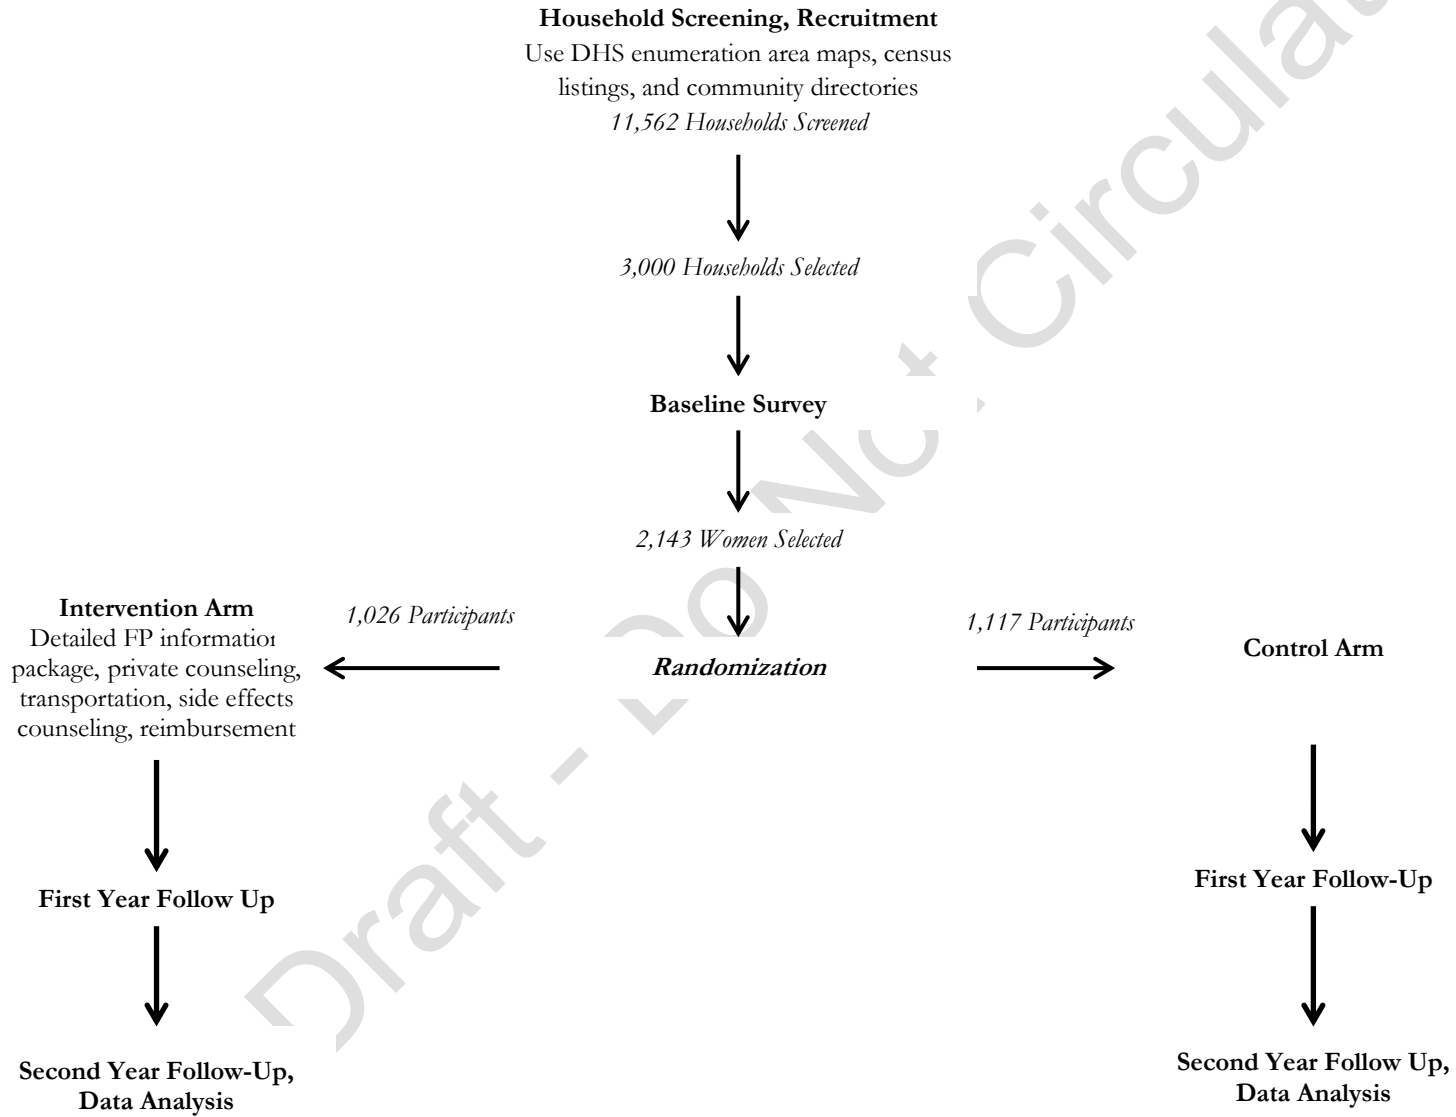 Household Screening, Recruitment
Use DHS enumeration area maps, census
listings, and community directories
11,562 Households Screened
3,000 Households Selected
Baseline Survey
2,143 Women Selected
Intervention Arm
Detailed FP information
package, private counseling,
transportation, side effects
counseling, reimbursement
1,026 Participants
Randomization
1,117 Participants
Control Arm
First Year Follow Up
First Year Follow-Up
Second Year Follow-Up,
Data Analysis
Second Year Follow Up,
Data Analysis
Draft - Do Not Circulat